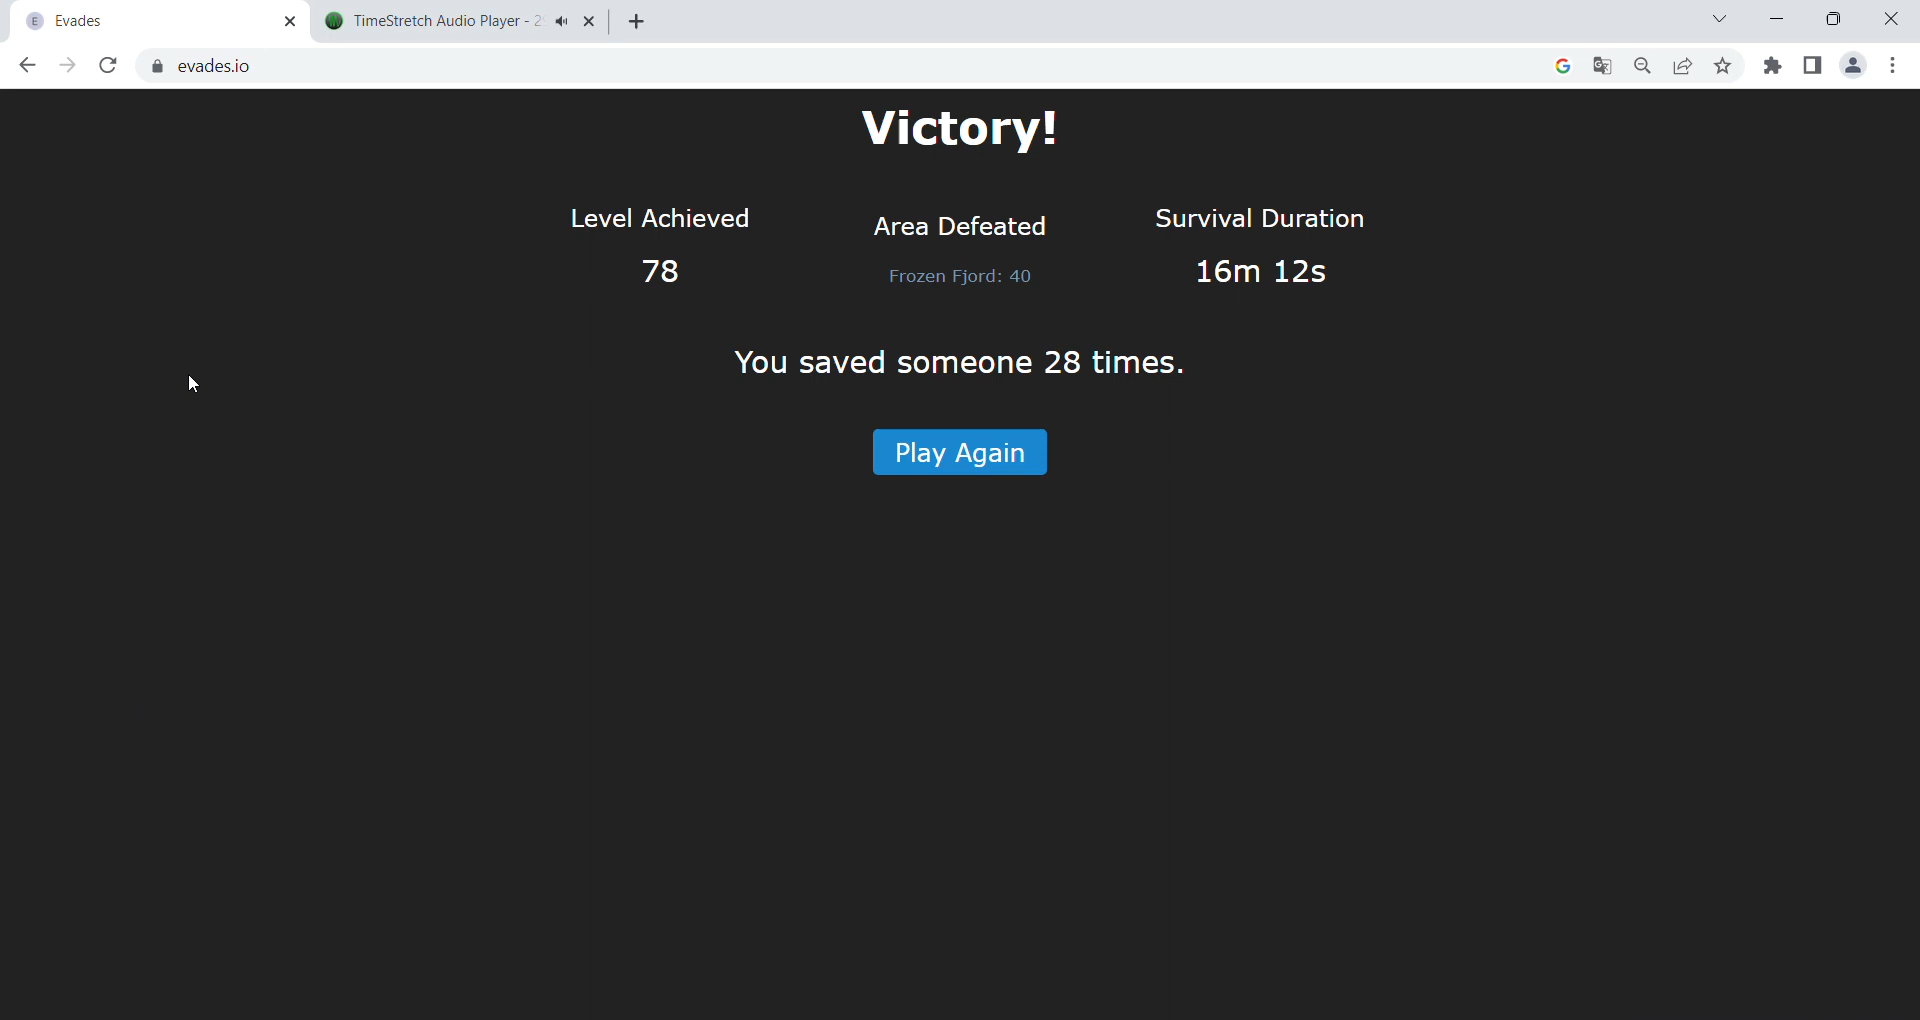 E Evades
TimeStretch Audio Player -
evades.io
Victory!
Level Achieved
78
Area Defeated
Frozen Fjord: 40
Survival Duration
16m 12s
You saved someone 28 times.
Play Again